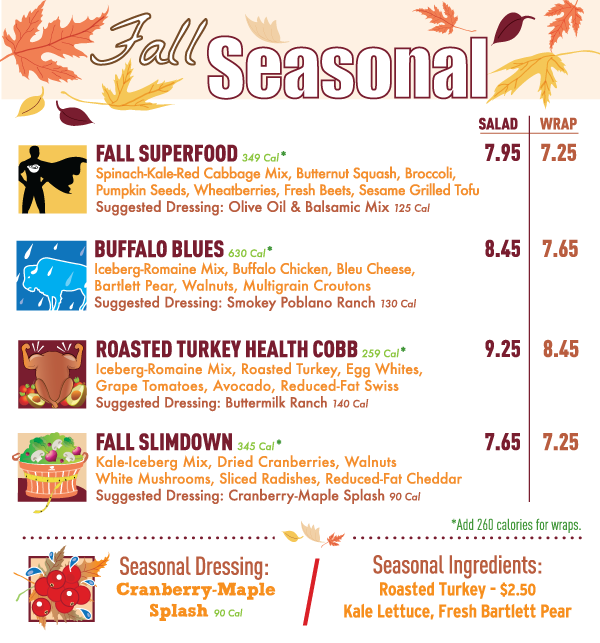 Fall Seasonal
SALAD WRAP
FALL SUPERFOOD 349 Cal* 7.95 7.25
Spinach-Kale-Red Cabbage Mix, Butternut Squash, Broccoli,
Pumpkin Seeds, Wheatberries, Fresh Beets, Sesame Grilled Tofu
Suggested Dressing: Olive Oil & Balsamic Mix 125 Cal
BUFFALO BLUES 630 Cal* 8.45 7.65
Iceberg-Romaine Mix, Buffalo Chicken, Bleu Cheese,
Bartlett Pear, Walnuts, Multigrain Croutons
Suggested Dressing: Smokey Poblano Ranch 130 Cal
ROASTED TURKEY HEALTH COBB 259 Cal* 9.25 8.45
Iceberg-Romaine Mix, Roasted Turkey, Egg Whites,
Grape Tomatoes, Avocado, Reduced-Fat Swiss
Suggested Dressing: Buttermilk Ranch 140 Cal
FALL SLIMDOWN 345 Cal* 7.65 7.25
Kale-Iceberg Mix, Dried Cranberries, Walnuts
White Mushrooms, Sliced Radishes, Reduced-Fat Cheddar
Suggested Dressing: Cranberry-Maple Splash 90 Cal
*Add 260 calories for wraps.
Seasonal Dressing:
Cranberry-Maple
Splash 90 Cal
Seasonal Ingredients:
Roasted Turkey - $2.50
Kale Lettuce, Fresh Bartlett Pear